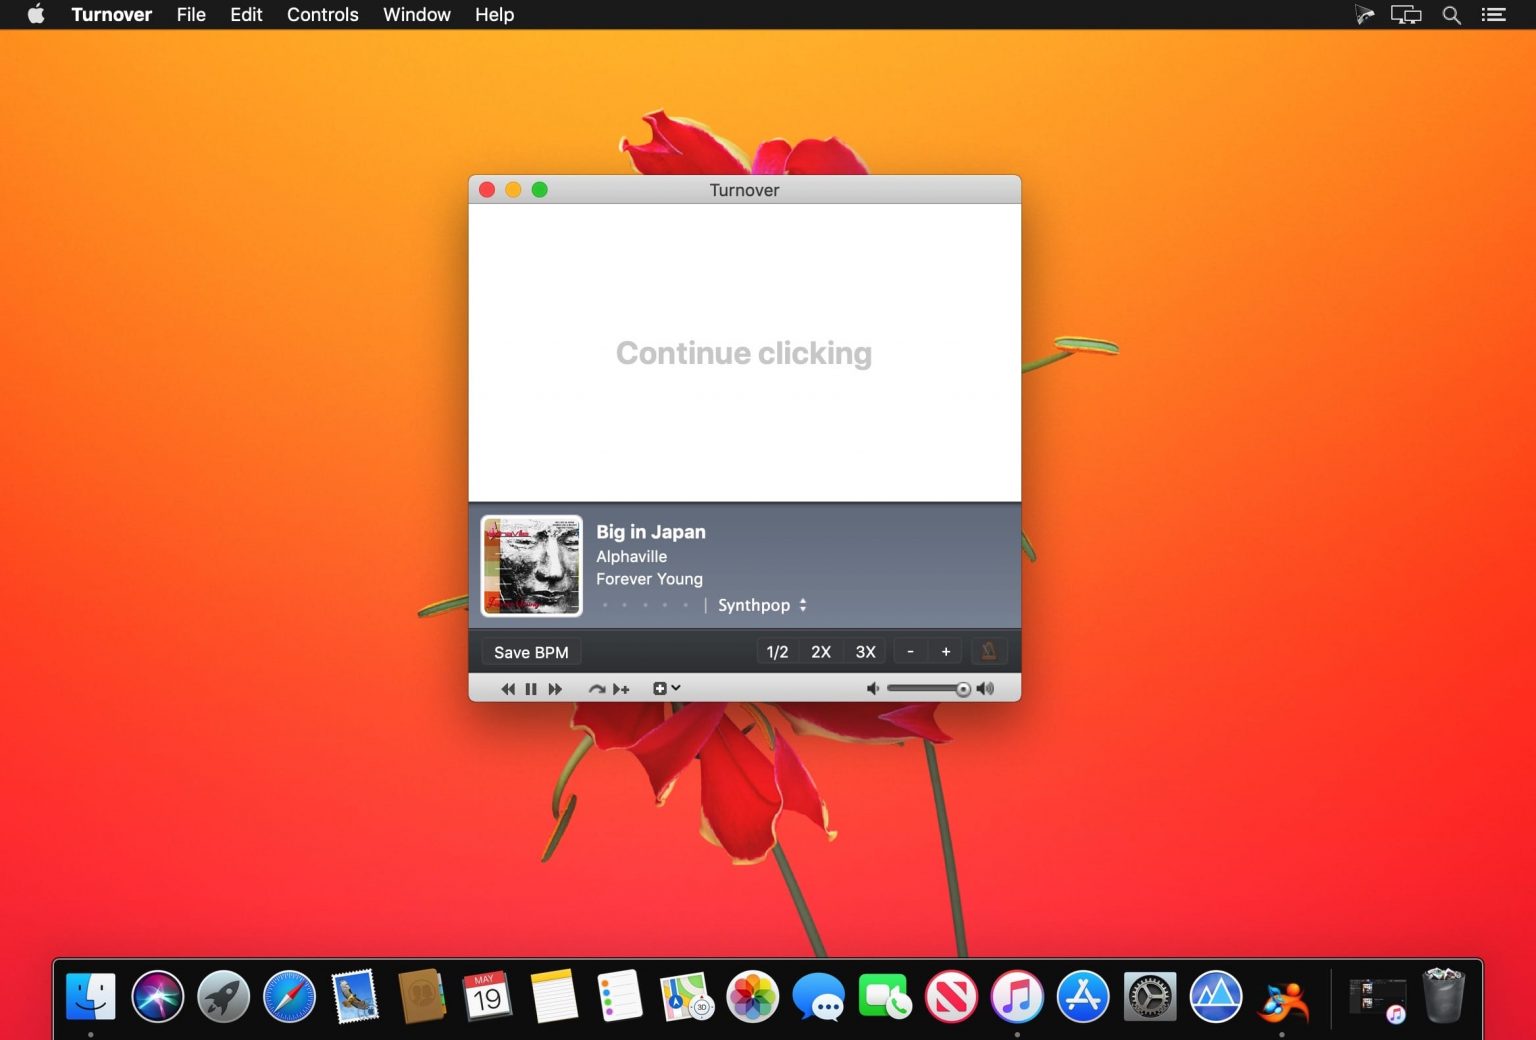 Turnover File Edit Controls Window Help
Turnover
Continue clicking
Big in Japan
Alphaville
Forever Young
Synthpop
Save BPM 1/2 2X 3X - +
MAY
19
3D